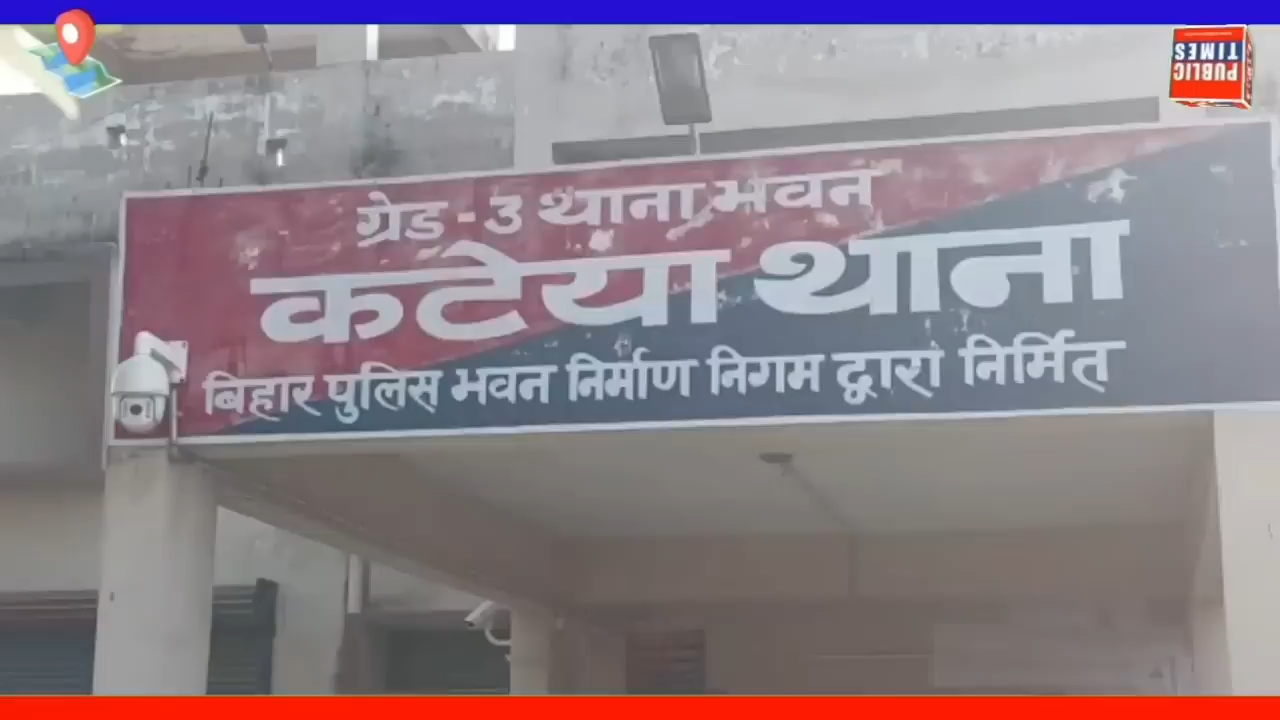 PUBLIC
TIMES
ग्रेड - 3 थाना भवन
कटेया थाना
बिहार पुलिस भवन निर्माण निगम द्वारा निर्मित